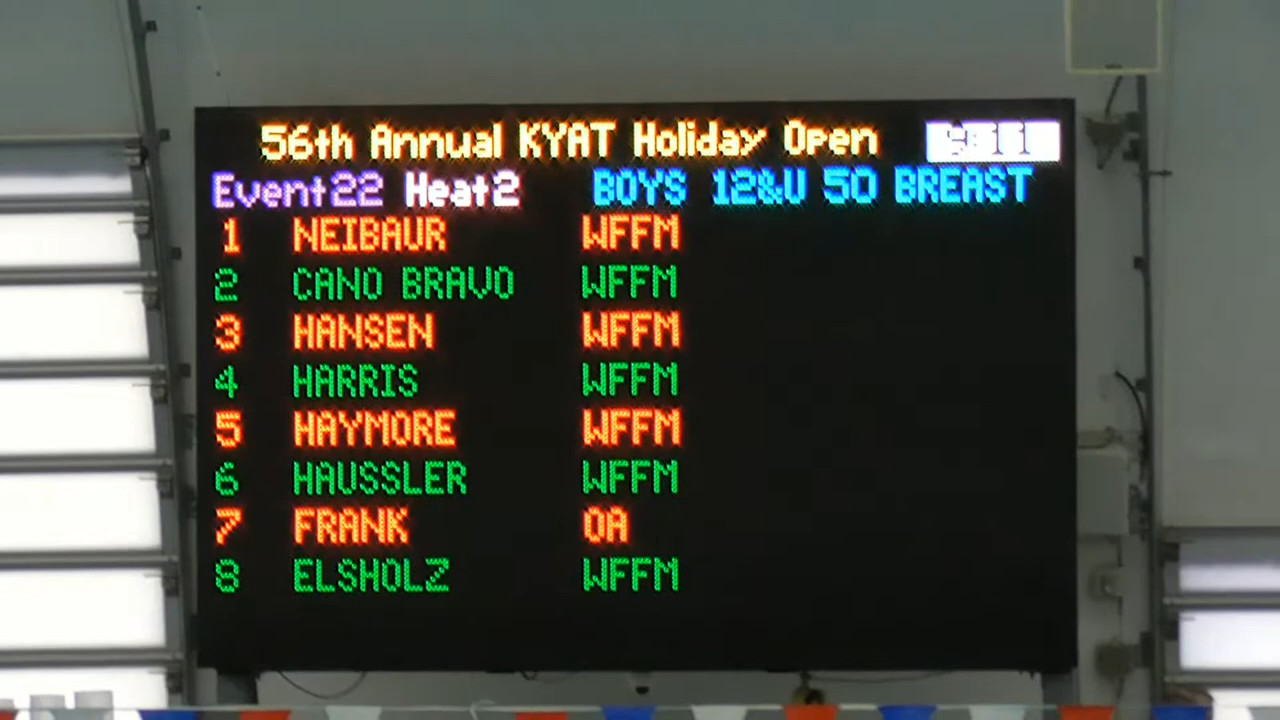 56th Annual KYAT Holiday Open
Event22 Heat2 BOYS 12&U 50 BREAST
1 NEIBAUR WFFM
2 CANO BRAVO WFFM
3 HANSEN WFFM
4 HARRIS WFFM
5 HAYMORE WFFM
6 HAUSSLER WFFM
7 FRANK OA
8 ELSHOLZ WFFM